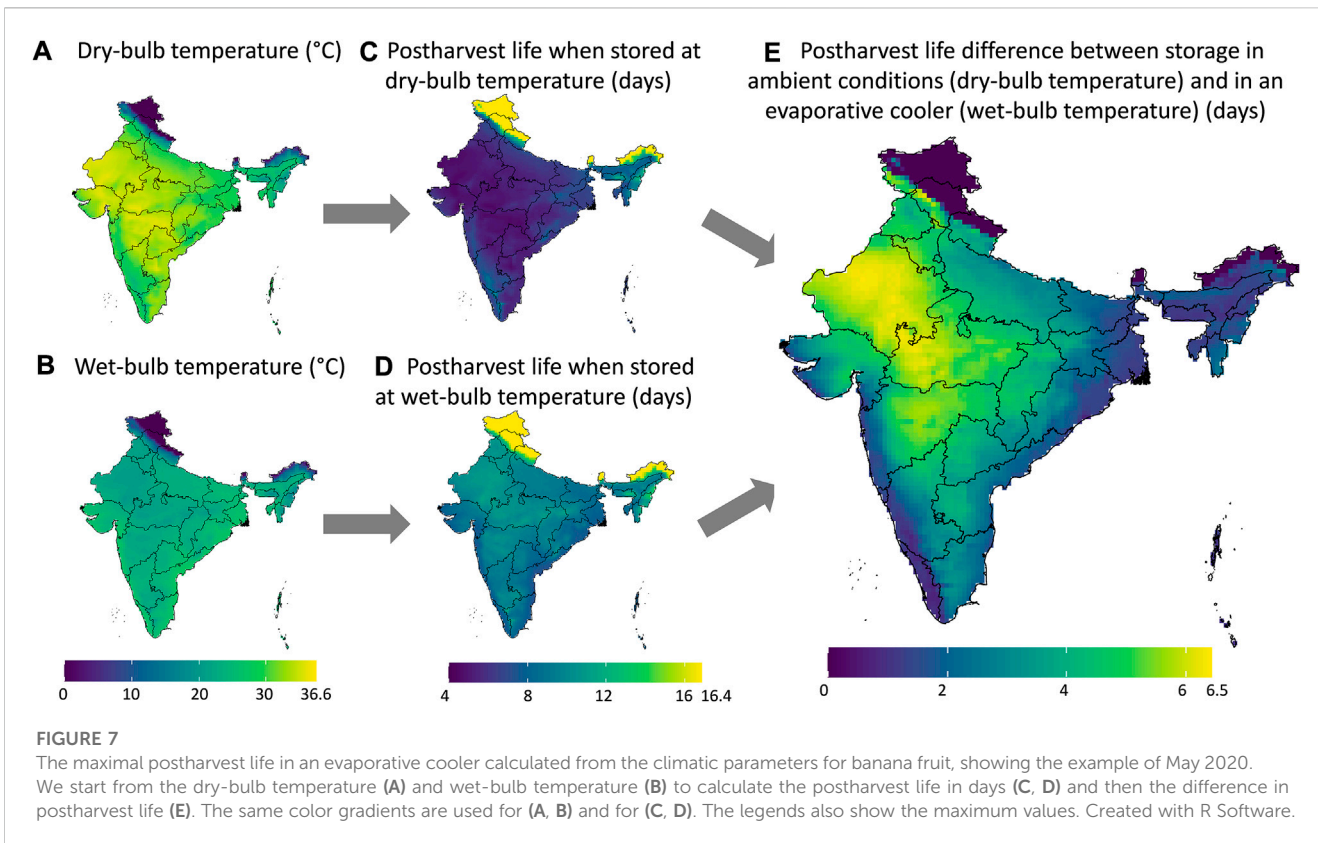 A Dry-bulb temperature (°C)
C Postharvest life when stored at
dry-bulb temperature (days)
E Postharvest life difference between storage in
ambient conditions (dry-bulb temperature) and in an
evaporative cooler (wet-bulb temperature) (days)
B Wet-bulb temperature (°C)
D Postharvest life when stored
at wet-bulb temperature (days)
0 10 20 30 36.6
4 8 12 16 16.4
0 2 4 6 6.5
FIGURE 7
The maximal postharvest life in an evaporative cooler calculated from the climatic parameters for banana fruit, showing the example of May 2020.
We start from the dry-bulb temperature (A) and wet-bulb temperature (B) to calculate the postharvest life in days (C, D) and then the difference in
postharvest life (E). The same color gradients are used for (A, B) and for (C, D). The legends also show the maximum values. Created with R Software.